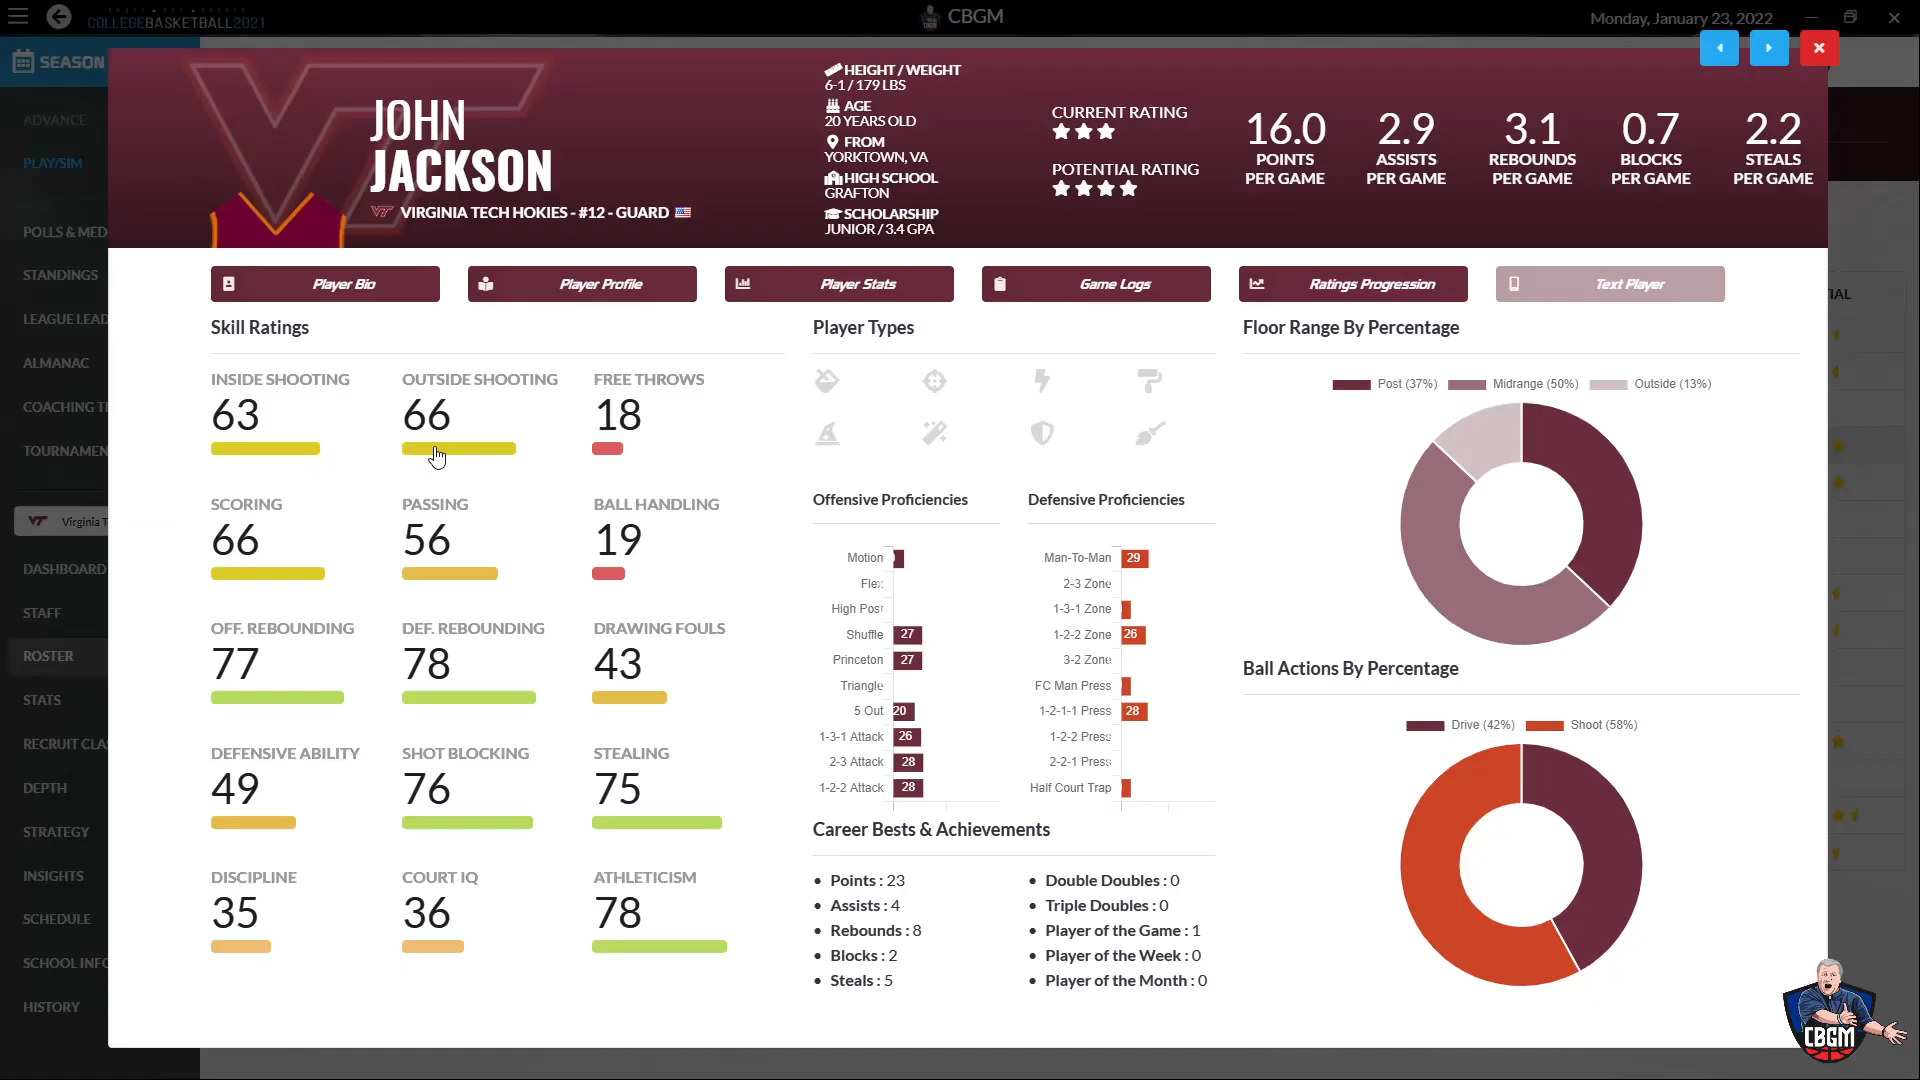 COLLEGEBASKETBALL2021
CBGM
Monday, January 23, 2022
SEASON
ADVANCE
PLAY/SIM
POLLS & MED
STANDINGS
LEAGUE LEAD
ALMANAC
COACHING T
TOURNAMEN
Virginia T
DASHBOARD
STAFF
ROSTER
STATS
RECRUIT CLA
DEPTH
STRATEGY
INSIGHTS
SCHEDULE
SCHOOL INFO
HISTORY
VT
JOHN
JACKSON
VT VIRGINIA TECH HOKIES - #12 - GUARD
HEIGHT / WEIGHT
6-1 / 179 LBS
AGE
20 YEARS OLD
FROM
YORKTOWN, VA
HIGH SCHOOL
GRAFTON
SCHOLARSHIP
JUNIOR / 3.4 GPA
CURRENT RATING
POTENTIAL RATING
16.0
POINTS
PER GAME
2.9
ASSISTS
PER GAME
3.1
REBOUNDS
PER GAME
0.7
BLOCKS
PER GAME
2.2
STEALS
PER GAME
Player Bio
Player Profile
Player Stats
Game Logs
Ratings Progression
Text Player
Skill Ratings
INSIDE SHOOTING
63
OUTSIDE SHOOTING
66
FREE THROWS
18
SCORING
66
PASSING
56
BALL HANDLING
19
OFF. REBOUNDING
77
DEF. REBOUNDING
78
DRAWING FOULS
43
DEFENSIVE ABILITY
49
SHOT BLOCKING
76
STEALING
75
DISCIPLINE
35
COURT IQ
36
ATHLETICISM
78
Player Types
Offensive Proficiencies
Motion
Flex
High Post
Shuffle 27
Princeton 27
Triangle
5 Out 20
1-3-1 Attack 26
2-3 Attack 28
1-2-2 Attack 28
Defensive Proficiencies
Man-To-Man 29
2-3 Zone
1-3-1 Zone
1-2-2 Zone 26
3-2 Zone
FC Man Press
1-2-1-1 Press 28
1-2-2 Press
2-2-1 Press
Half Court Trap
Career Bests & Achievements
Points : 23
Assists : 4
Rebounds : 8
Blocks : 2
Steals : 5
Double Doubles : 0
Triple Doubles : 0
Player of the Game : 1
Player of the Week : 0
Player of the Month : 0
Floor Range By Percentage
Post (37%) Midrange (50%) Outside (13%)
Ball Actions By Percentage
Drive (42%) Shoot (58%)
IAL
CBGM